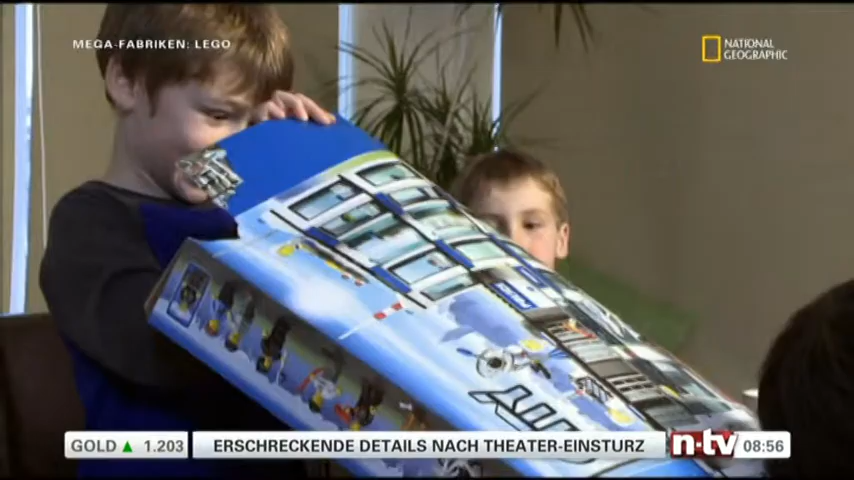 MEGA-FABRIKEN: LEGO
NATIONAL
GEOGRAPHIC
GOLD ▲ 1.203
ERSCHRECKENDE DETAILS NACH THEATER-EINSTURZ
n-tv
08:56